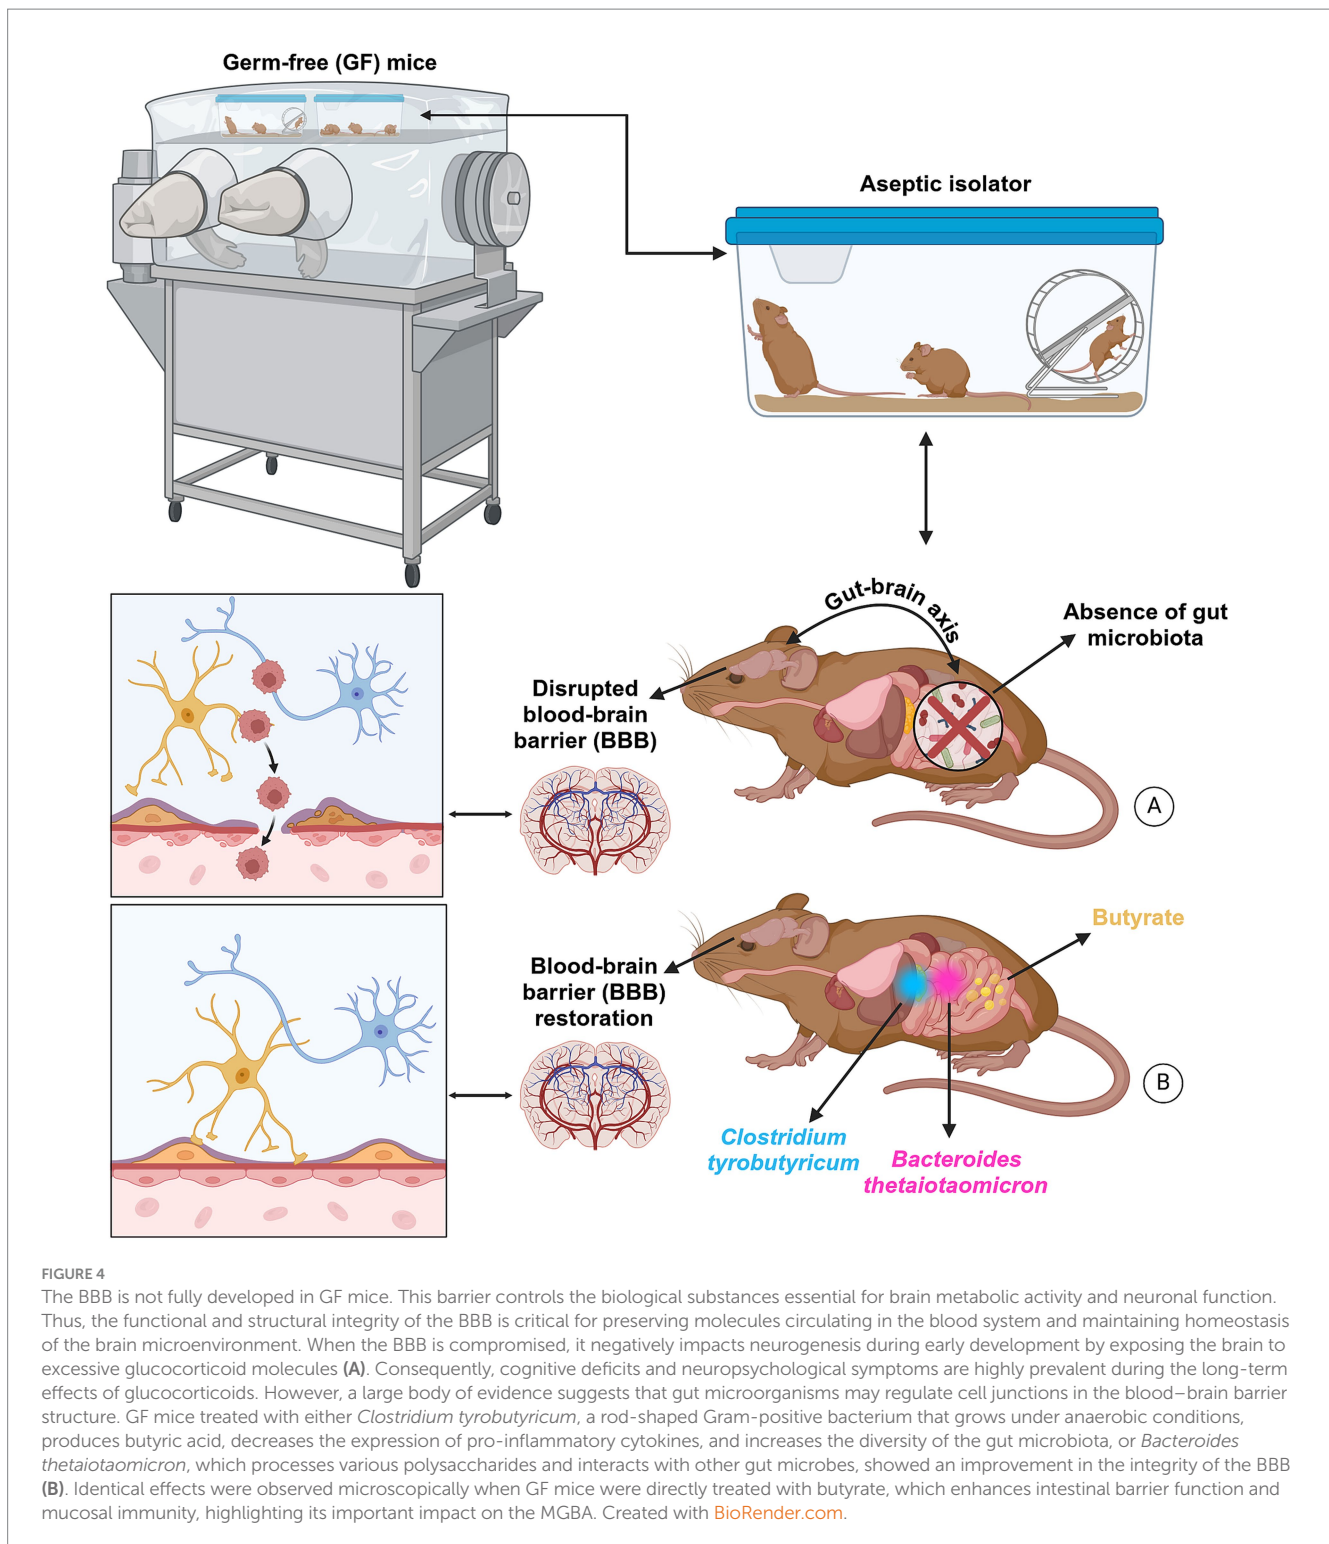 Germ-free (GF) mice
Aseptic isolator
Gut-brain axis
Absence of gut
microbiota
Disrupted
blood-brain
barrier (BBB)
A
Butyrate
Blood-brain
barrier (BBB)
restoration
B
Clostridium
tyrobutyricum
Bacteroides
thetaiotaomicron
FIGURE 4
The BBB is not fully developed in GF mice. This barrier controls the biological substances essential for brain metabolic activity and neuronal function.
Thus, the functional and structural integrity of the BBB is critical for preserving molecules circulating in the blood system and maintaining homeostasis
of the brain microenvironment. When the BBB is compromised, it negatively impacts neurogenesis during early development by exposing the brain to
excessive glucocorticoid molecules (A). Consequently, cognitive deficits and neuropsychological symptoms are highly prevalent during the long-term
effects of glucocorticoids. However, a large body of evidence suggests that gut microorganisms may regulate cell junctions in the blood–brain barrier
structure. GF mice treated with either Clostridium tyrobutyricum, a rod-shaped Gram-positive bacterium that grows under anaerobic conditions,
produces butyric acid, decreases the expression of pro-inflammatory cytokines, and increases the diversity of the gut microbiota, or Bacteroides
thetaiotaomicron, which processes various polysaccharides and interacts with other gut microbes, showed an improvement in the integrity of the BBB
(B). Identical effects were observed microscopically when GF mice were directly treated with butyrate, which enhances intestinal barrier function and
mucosal immunity, highlighting its important impact on the MGBA. Created with BioRender.com.